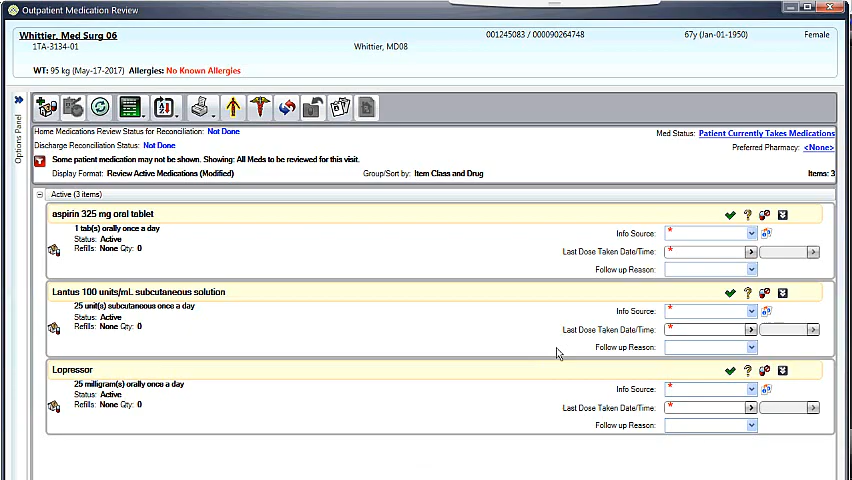 Outpatient Medication Review
Whittier, Med Surg 06
001245083 / 000090264748
67y (Jan-01-1950)
Female
1TA-3134-01
Whittier, MD08
WT: 95 kg (May-17-2017) Allergies: No Known Allergies
Options Panel
Home Medications Review Status for Reconciliation: Not Done
Med Status: Patient Currently Takes Medications
Discharge Reconciliation Status: Not Done
Preferred Pharmacy: <None>
Some patient medication may not be shown. Showing: All Meds to be reviewed for this visit.
Display Format: Review Active Medications (Modified)
Group/Sort by: Item Class and Drug
Items: 3
Active (3 items)
aspirin 325 mg oral tablet
1 tab(s) orally once a day
Status: Active
Refills: None Qty: 0
Info Source: *
Last Dose Taken Date/Time: *
Follow up Reason:
Lantus 100 units/mL subcutaneous solution
25 unit(s) subcutaneous once a day
Status: Active
Refills: None Qty: 0
Info Source: *
Last Dose Taken Date/Time: *
Follow up Reason:
Lopressor
25 milligram(s) orally once a day
Status: Active
Refills: None Qty: 0
Info Source: *
Last Dose Taken Date/Time: *
Follow up Reason: